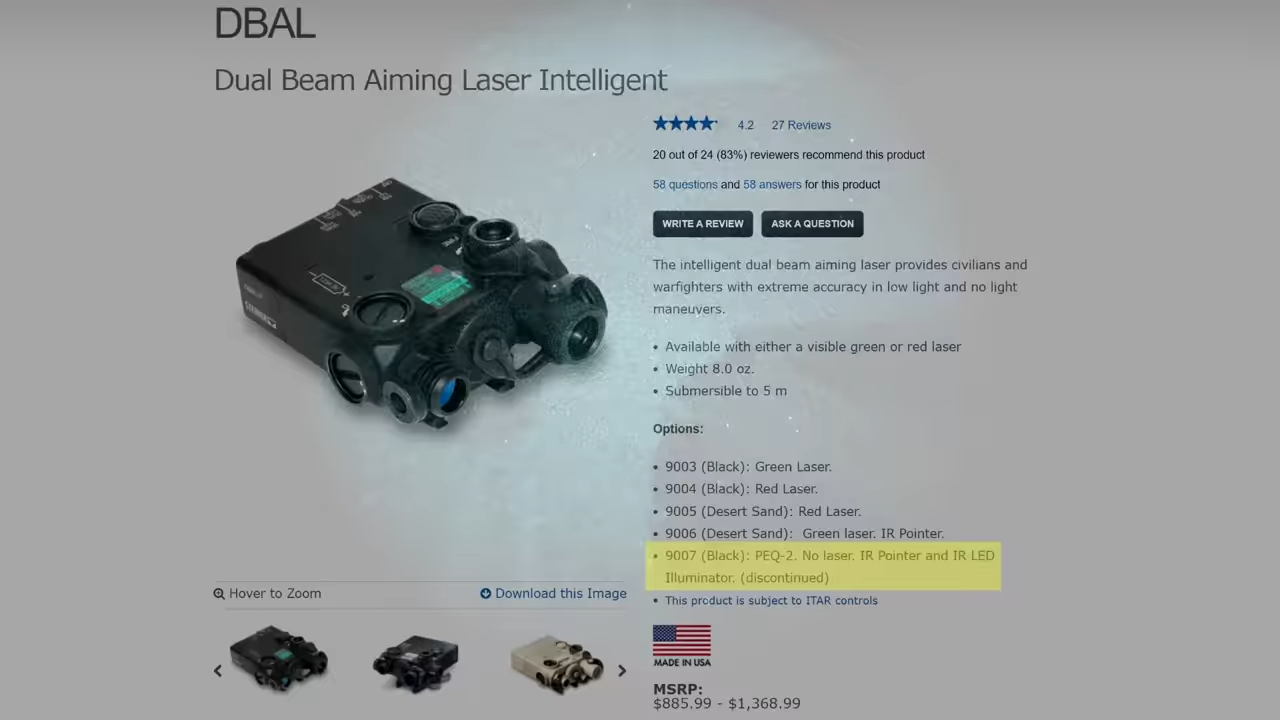 DBAL
Dual Beam Aiming Laser Intelligent
4.2 27 Reviews
20 out of 24 (83%) reviewers recommend this product
58 questions and 58 answers for this product
WRITE A REVIEW ASK A QUESTION
The intelligent dual beam aiming laser provides civilians and
warfighters with extreme accuracy in low light and no light
maneuvers.
• Available with either a visible green or red laser
• Weight 8.0 oz.
• Submersible to 5 m
Options:
• 9003 (Black): Green Laser.
• 9004 (Black): Red Laser.
• 9005 (Desert Sand): Red Laser.
• 9006 (Desert Sand): Green laser. IR Pointer.
• 9007 (Black): PEQ-2. No laser. IR Pointer and IR LED
Illuminator. (discontinued)
• This product is subject to ITAR controls
Hover to Zoom
Download this Image
MADE IN USA
MSRP:
$885.99 - $1,368.99
STEINER